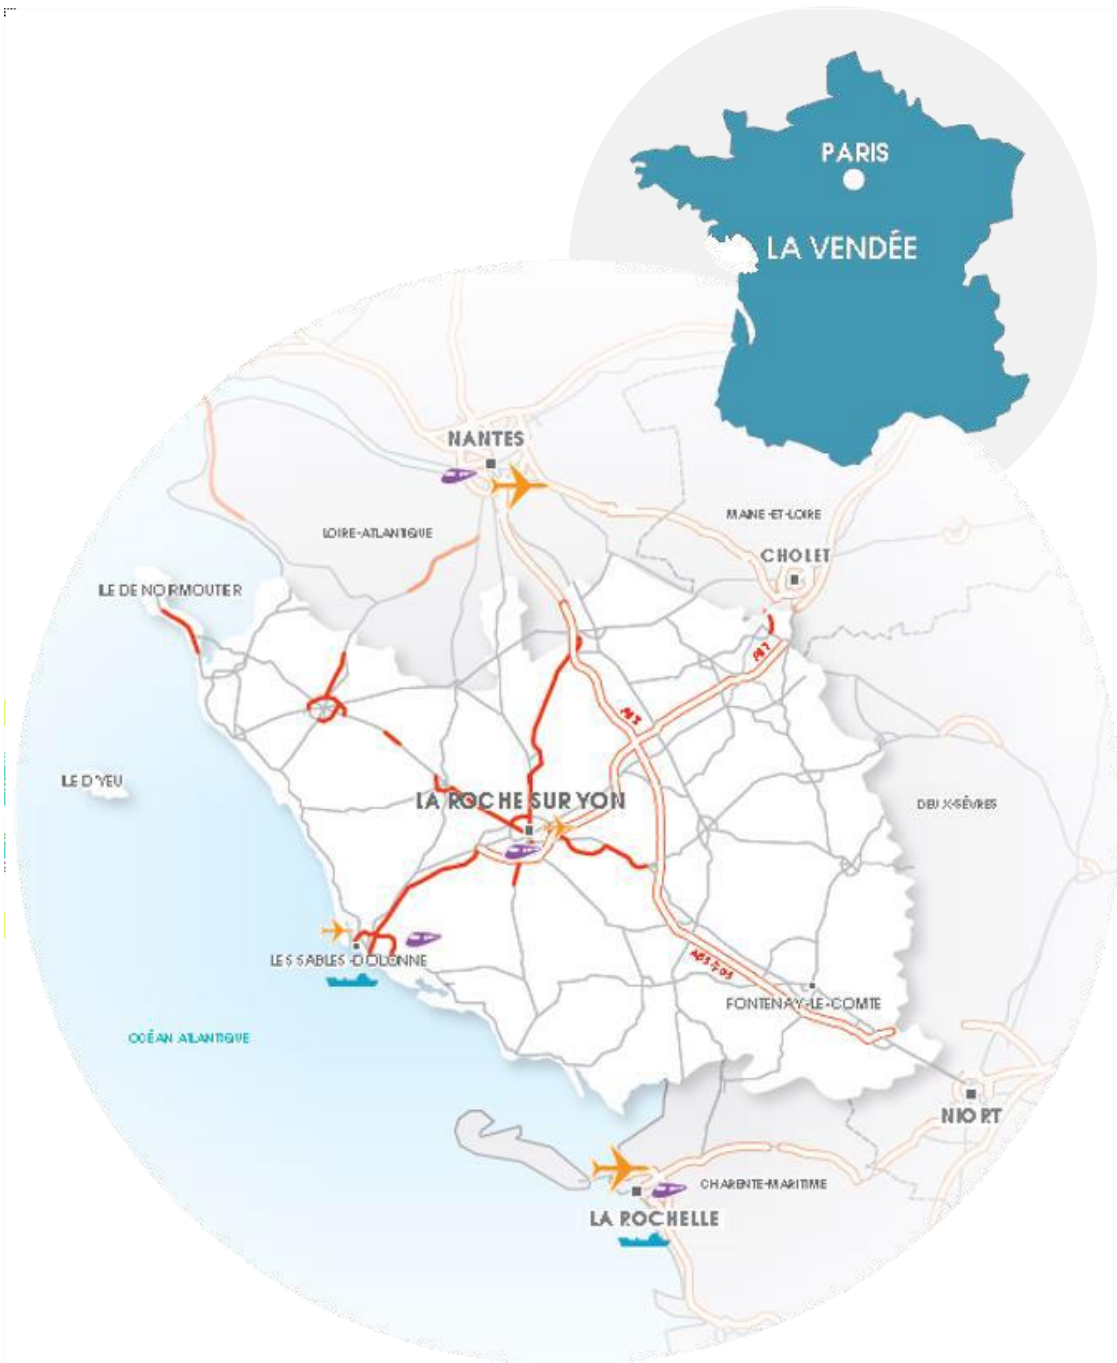 PARIS
LA VENDÉE
NANTES
MAINE-ET-LOIRE
LOIRE-ATLANTIQUE
CHOLET
ILE DE NORMOUTIER
ILE D'YEU
LA ROCHE SUR YON
DEUX-SÈVRES
LES SABLES-D'OLONNE
FONTENAY-LE-COMTE
OCÉAN ATLANTIQUE
NIORT
CHARENTE-MARITIME
LA ROCHELLE